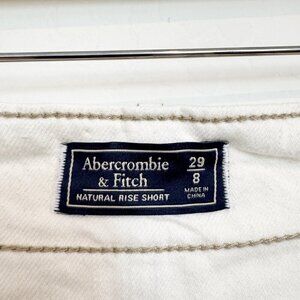 Abercrombie
& Fitch
NATURAL RISE SHORT
29
8
MADE IN
CHINA